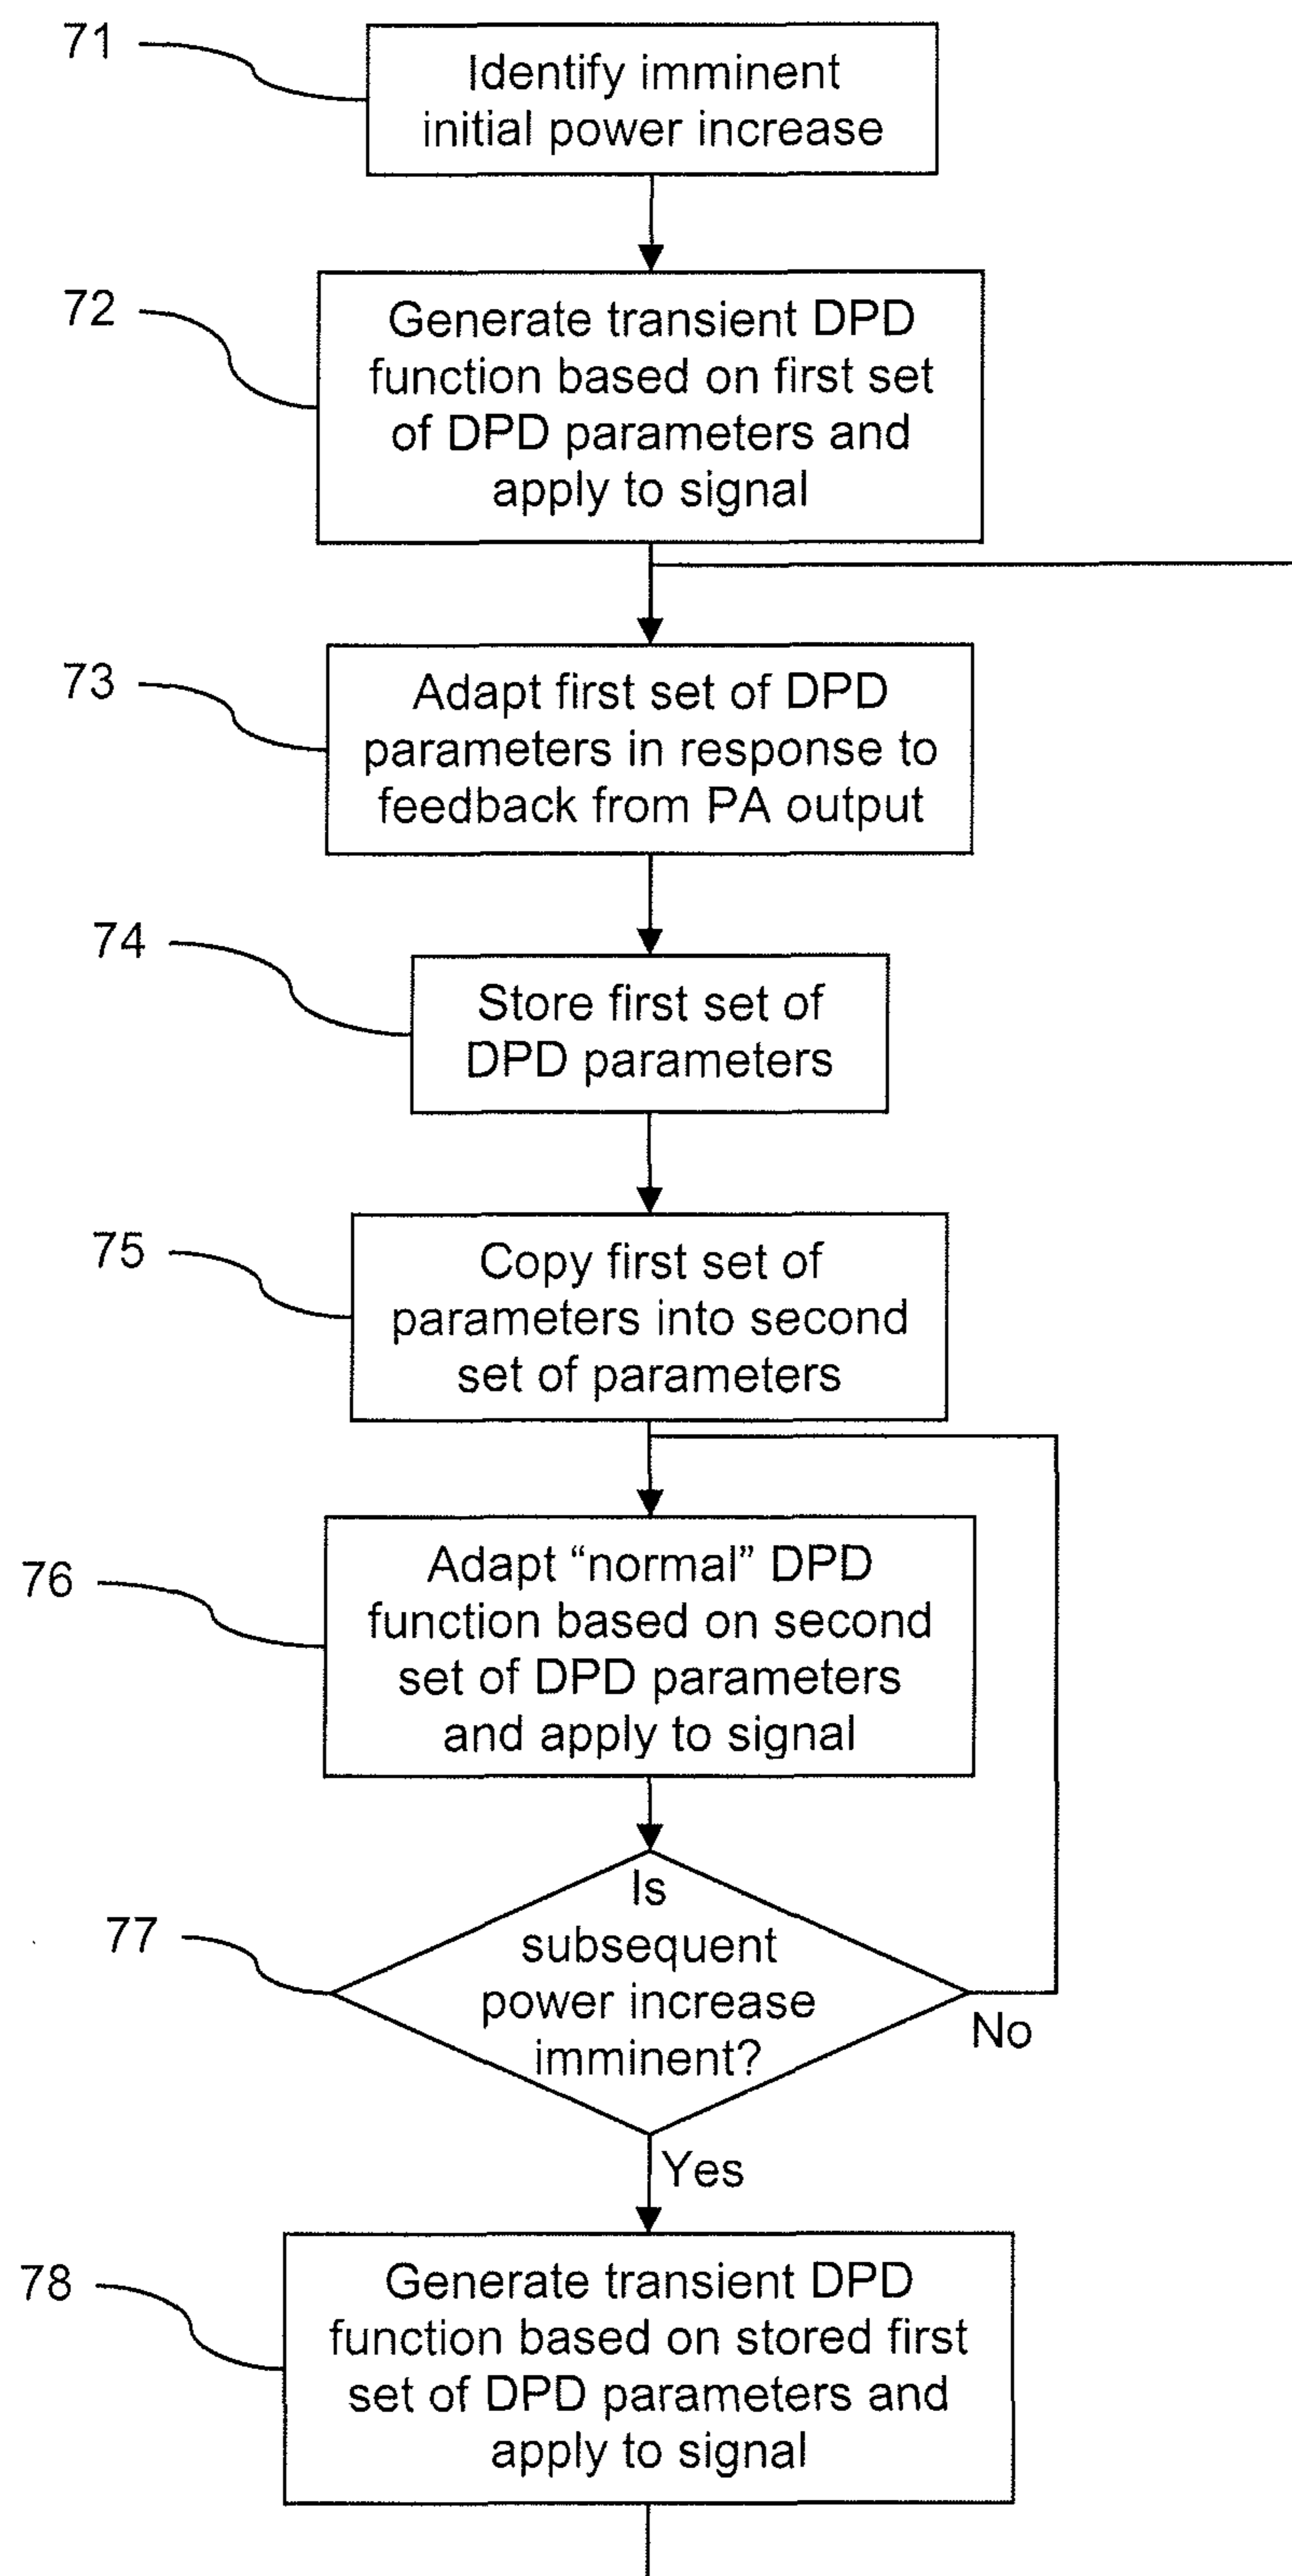 71
Identify imminent
initial power increase
72
Generate transient DPD
function based on first set
of DPD parameters and
apply to signal
73
Adapt first set of DPD
parameters in response to
feedback from PA output
74
Store first set of
DPD parameters
75
Copy first set of
parameters into second
set of parameters
76
Adapt “normal” DPD
function based on second
set of DPD parameters
and apply to signal
77
Is
subsequent
power increase
imminent?
No
Yes
78
Generate transient DPD
function based on stored first
set of DPD parameters and
apply to signal